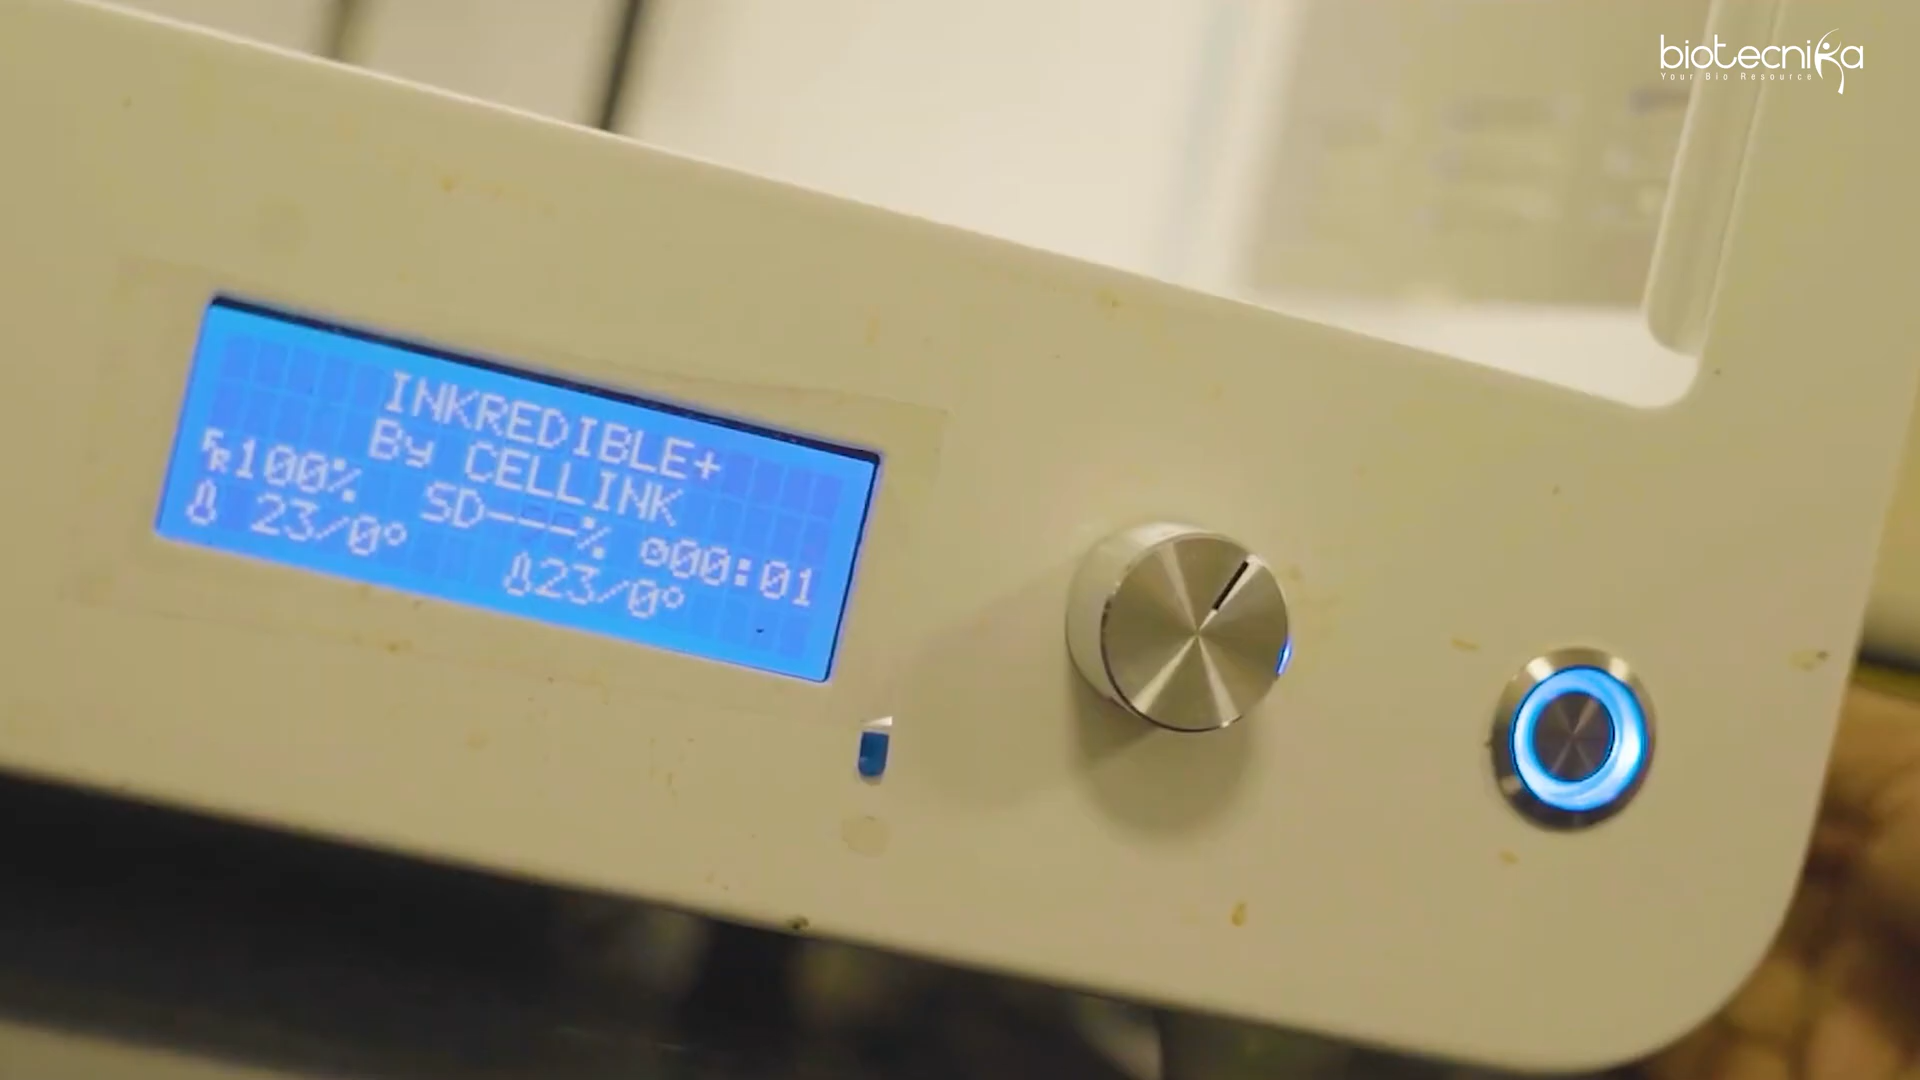 biotecnika
Your Bio Resource
INKREDIBLE+
By CELLINK
FR100% SD---% 000:01
23/0° 23/0°